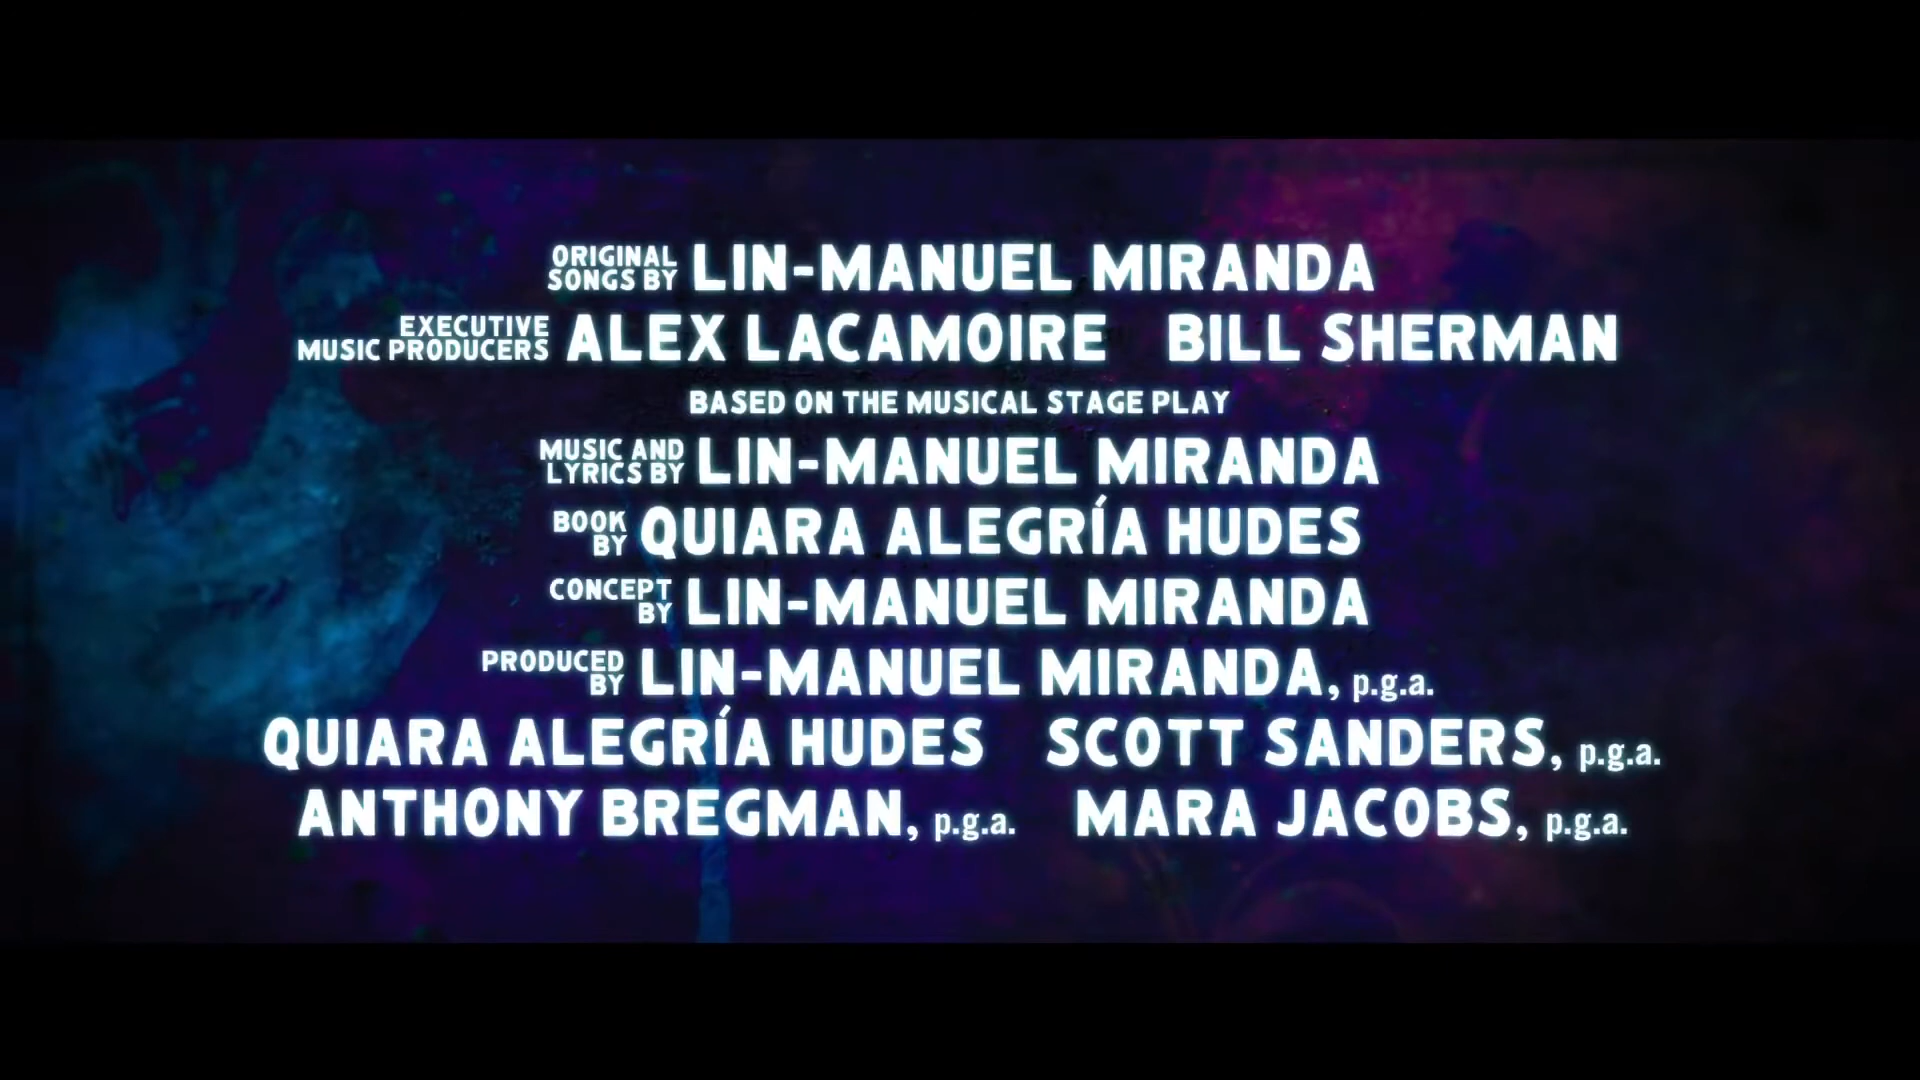 ORIGINAL SONGS BY LIN-MANUEL MIRANDA
EXECUTIVE MUSIC PRODUCERS ALEX LACAMOIRE BILL SHERMAN
BASED ON THE MUSICAL STAGE PLAY
MUSIC AND LYRICS BY LIN-MANUEL MIRANDA
BOOK BY QUIARA ALEGRÍA HUDES
CONCEPT BY LIN-MANUEL MIRANDA
PRODUCED BY LIN-MANUEL MIRANDA, p.g.a.
QUIARA ALEGRÍA HUDES SCOTT SANDERS, p.g.a.
ANTHONY BREGMAN, p.g.a. MARA JACOBS, p.g.a.